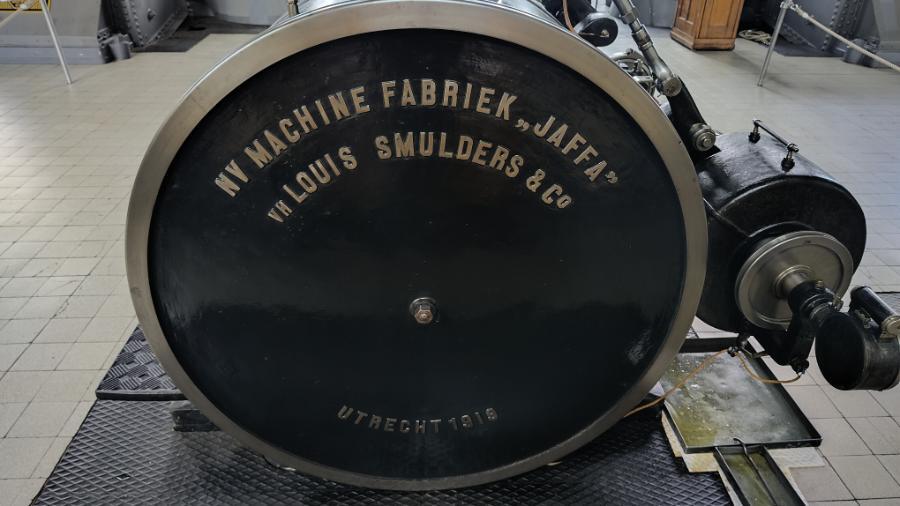 NV MACHINE FABRIEK „JAFFA”
VH LOUIS SMULDERS & Co
UTRECHT 1919